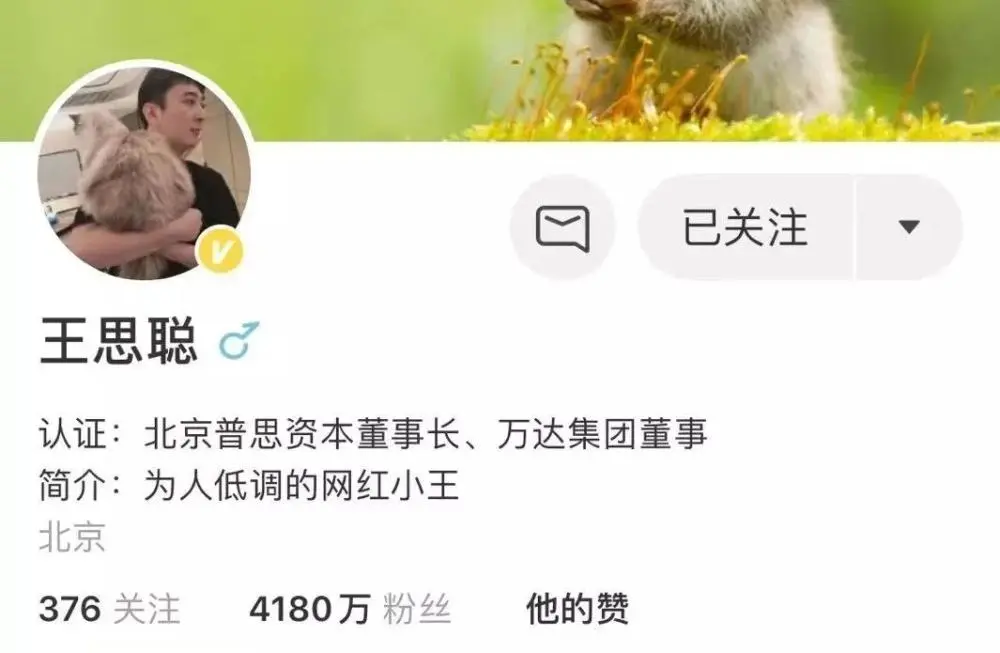 已关注
王思聪
认证：北京普思资本董事长、万达集团董事
简介：为人低调的网红小王
北京
376 关注 4180万 粉丝 他的赞